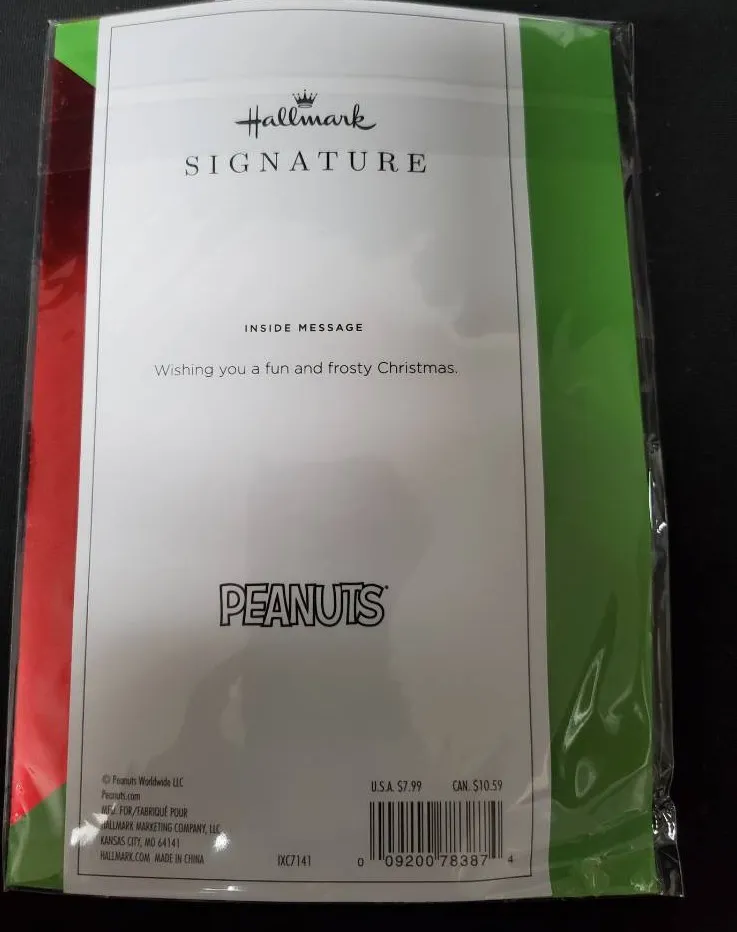 Hallmark
SIGNATURE
INSIDE MESSAGE
Wishing you a fun and frosty Christmas.
PEANUTS
© Peanuts Worldwide LLC
Peanuts.com
MFD. FOR/FABRIQUÉ POUR
HALLMARK MARKETING COMPANY, LLC
KANSAS CITY, MO 64141
HALLMARK.COM MADE IN CHINA
IXC7141
U.S.A. $7.99 CAN. $10.59
0 09200 78387 4